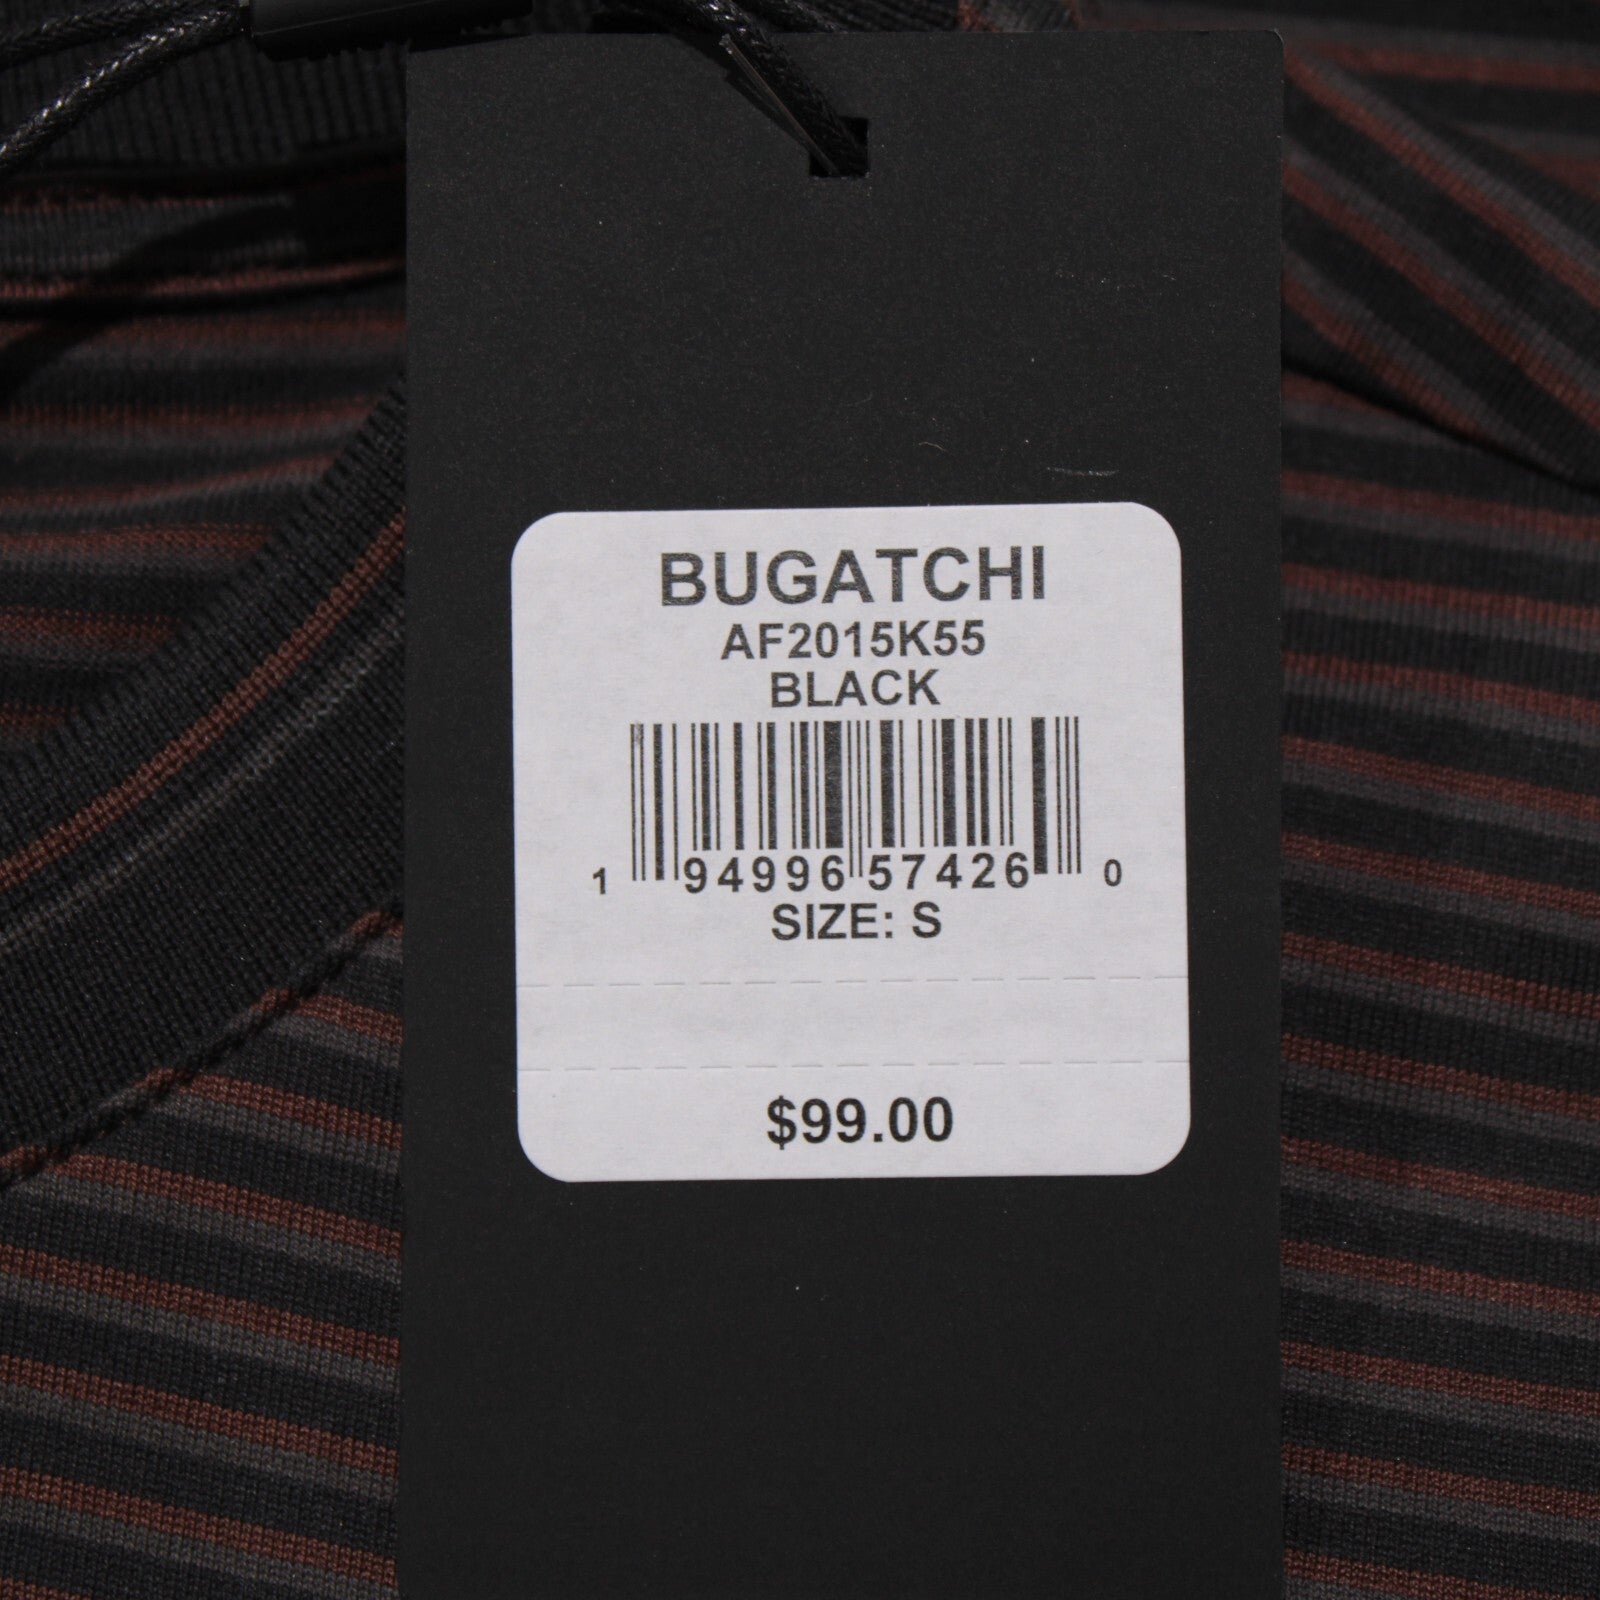 BUGATCHI
AF2015K55
BLACK
1 94996 57426 0
SIZE: S
$99.00